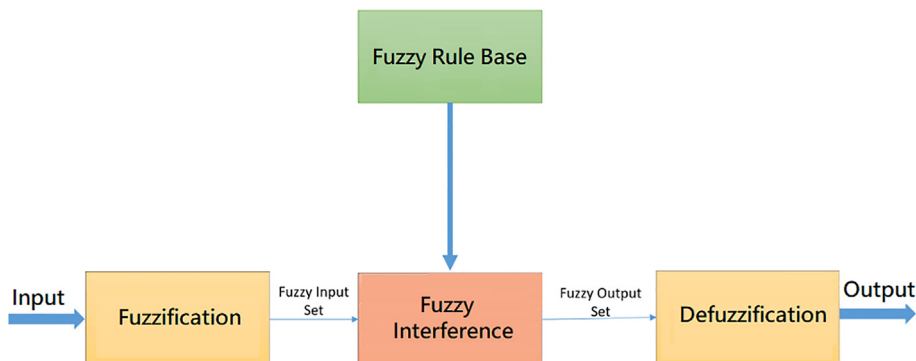 Fuzzy Rule Base
Input
Fuzzification
Fuzzy Input
Set
Fuzzy
Interference
Fuzzy Output
Set
Defuzzification
Output